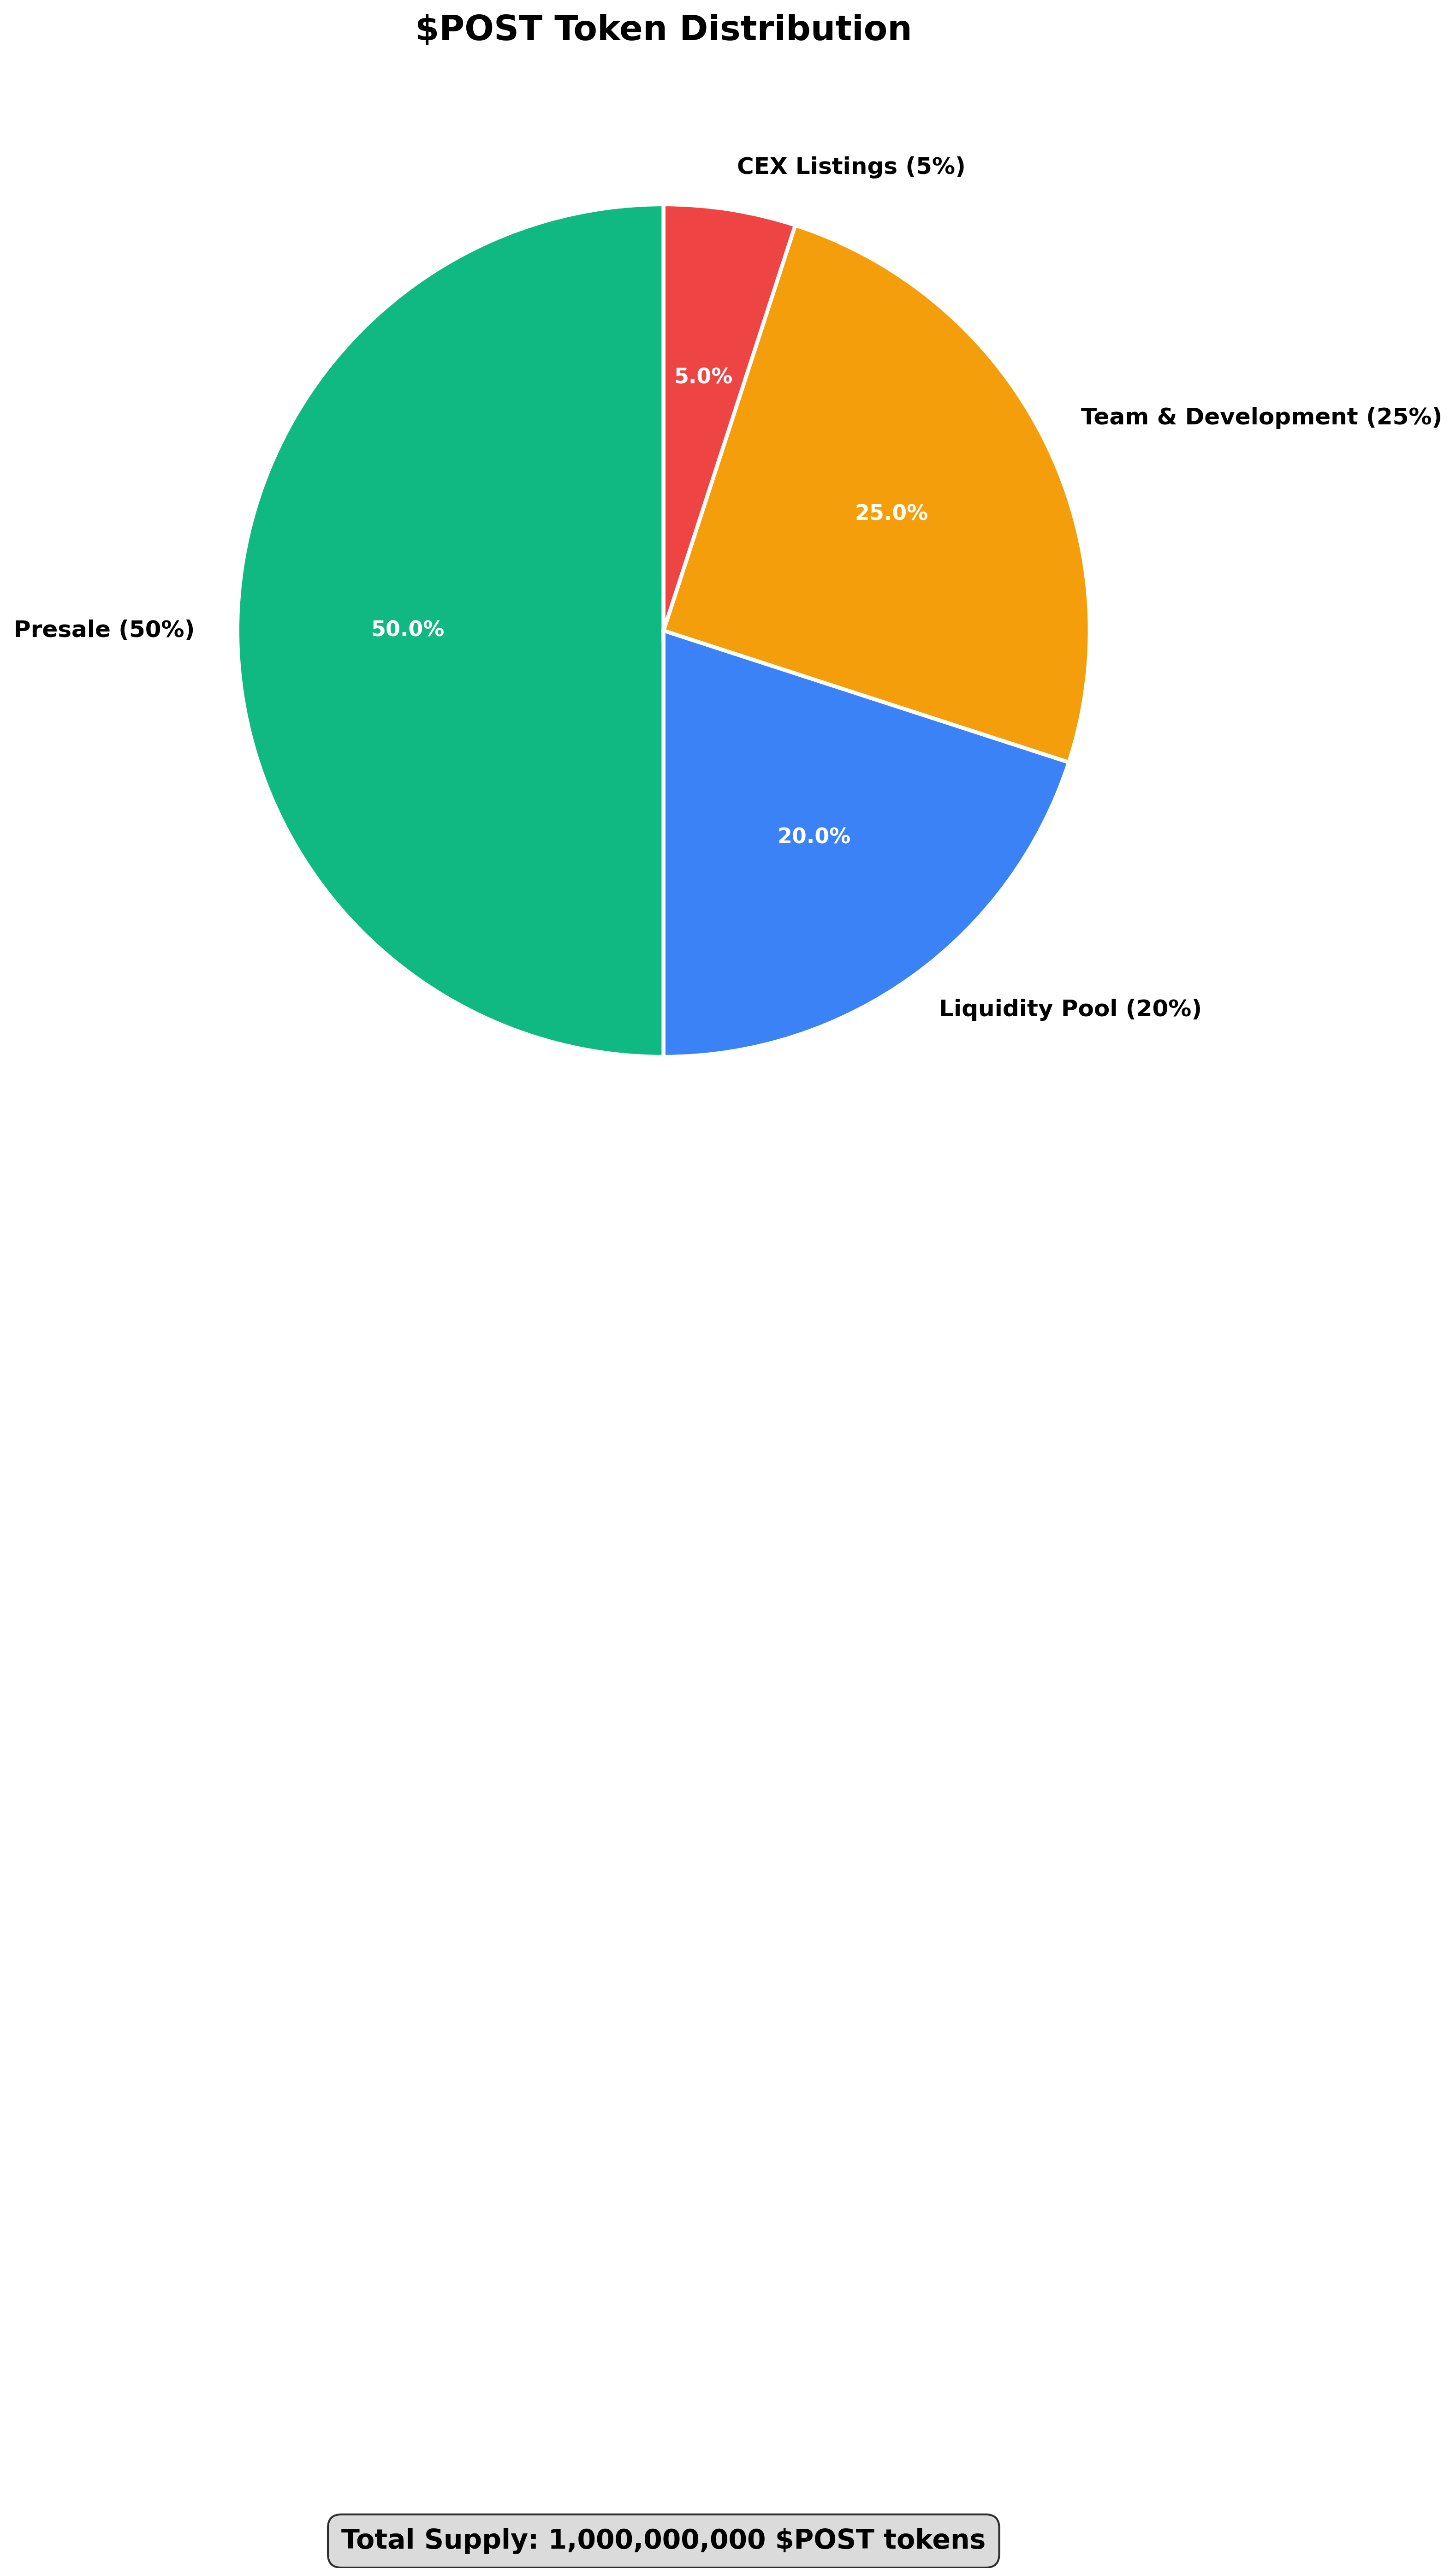 $POST Token Distribution
CEX Listings (5%)
5.0%
Team & Development (25%)
25.0%
Presale (50%)
50.0%
20.0%
Liquidity Pool (20%)
Total Supply: 1,000,000,000 $POST tokens